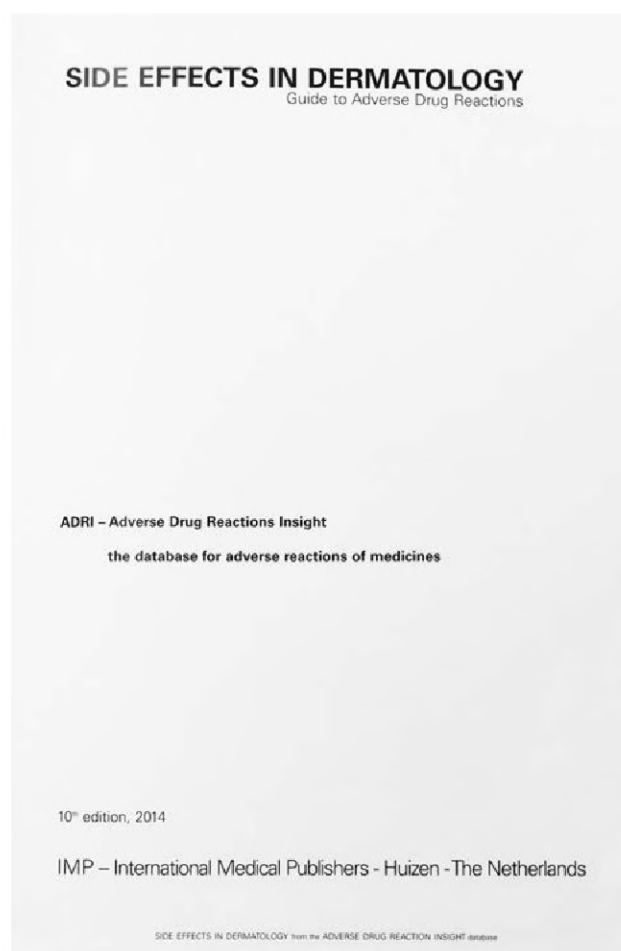 SIDE EFFECTS IN DERMATOLOGY
Guide to Adverse Drug Reactions
ADRI – Adverse Drug Reactions Insight
the database for adverse reactions of medicines
10th edition, 2014
IMP – International Medical Publishers - Huizen - The Netherlands
SIDE EFFECTS IN DERMATOLOGY from the ADVERSE DRUG REACTION INSIGHT database